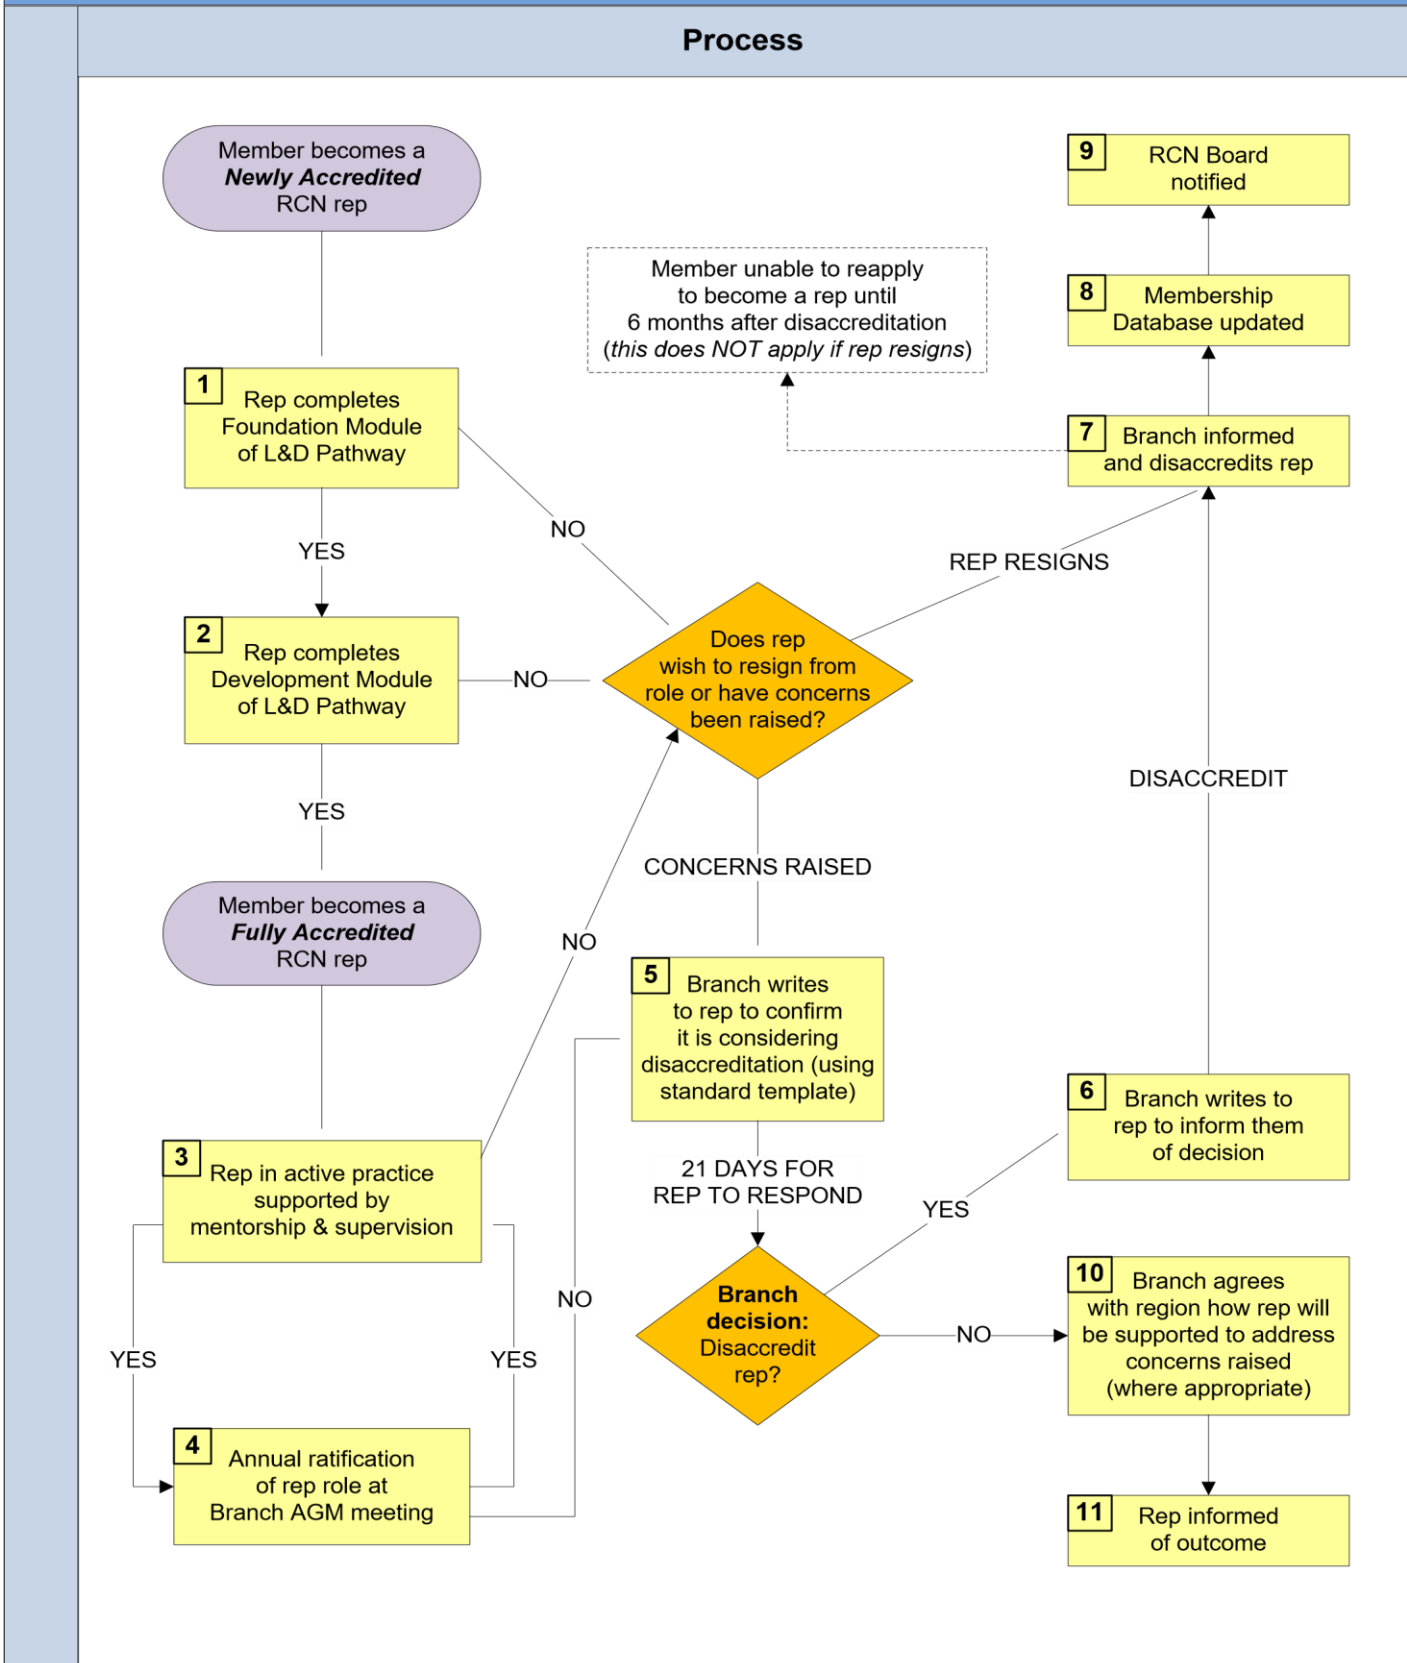 Process
Member becomes a
Newly Accredited
RCN rep
1
Rep completes
Foundation Module
of L&D Pathway
YES
NO
2
Rep completes
Development Module
of L&D Pathway
NO
YES
Member becomes a
Fully Accredited
RCN rep
3
Rep in active practice
supported by
mentorship & supervision
NO
YES
YES
4
Annual ratification
of rep role at
Branch AGM meeting
NO
Does rep
wish to resign from
role or have concerns
been raised?
REP RESIGNS
CONCERNS RAISED
5
Branch writes
to rep to confirm
it is considering
disaccreditation (using
standard template)
21 DAYS FOR
REP TO RESPOND
Branch
decision:
Disaccredit
rep?
YES
NO
6
Branch writes to
rep to inform them
of decision
DISACCREDIT
7
Branch informed
and disaccredits rep
Member unable to reapply
to become a rep until
6 months after disaccreditation
(this does NOT apply if rep resigns)
8
Membership
Database updated
9
RCN Board
notified
10
Branch agrees
with region how rep will
be supported to address
concerns raised
(where appropriate)
11
Rep informed
of outcome